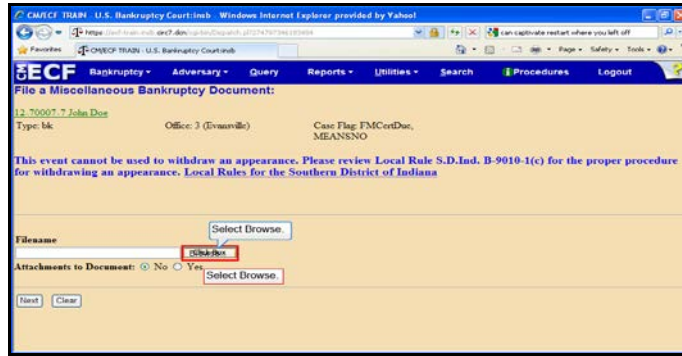 CM/ECF TRAIN - U.S. Bankruptcy Court:insb - Windows Internet Explorer provided by Yahoo!
can captivate restart where you left off
Favorites CM/ECF TRAIN - U.S. Bankruptcy Court:insb Page Safety Tools
ECF Bankruptcy Adversary Query Reports Utilities Search Procedures Logout
File a Miscellaneous Bankruptcy Document:
12-70007-7 John Doe
Type: bk Office: 3 (Evansville) Case Flag: FMCertDue,
MEANSNO
This event cannot be used to withdraw an appearance. Please review Local Rule S.D.Ind. B-9010-1(c) for the proper procedure
for withdrawing an appearance. Local Rules for the Southern District of Indiana
Select Browse.
Filename
Attachments to Document: No Yes
Select Browse.
Next Clear